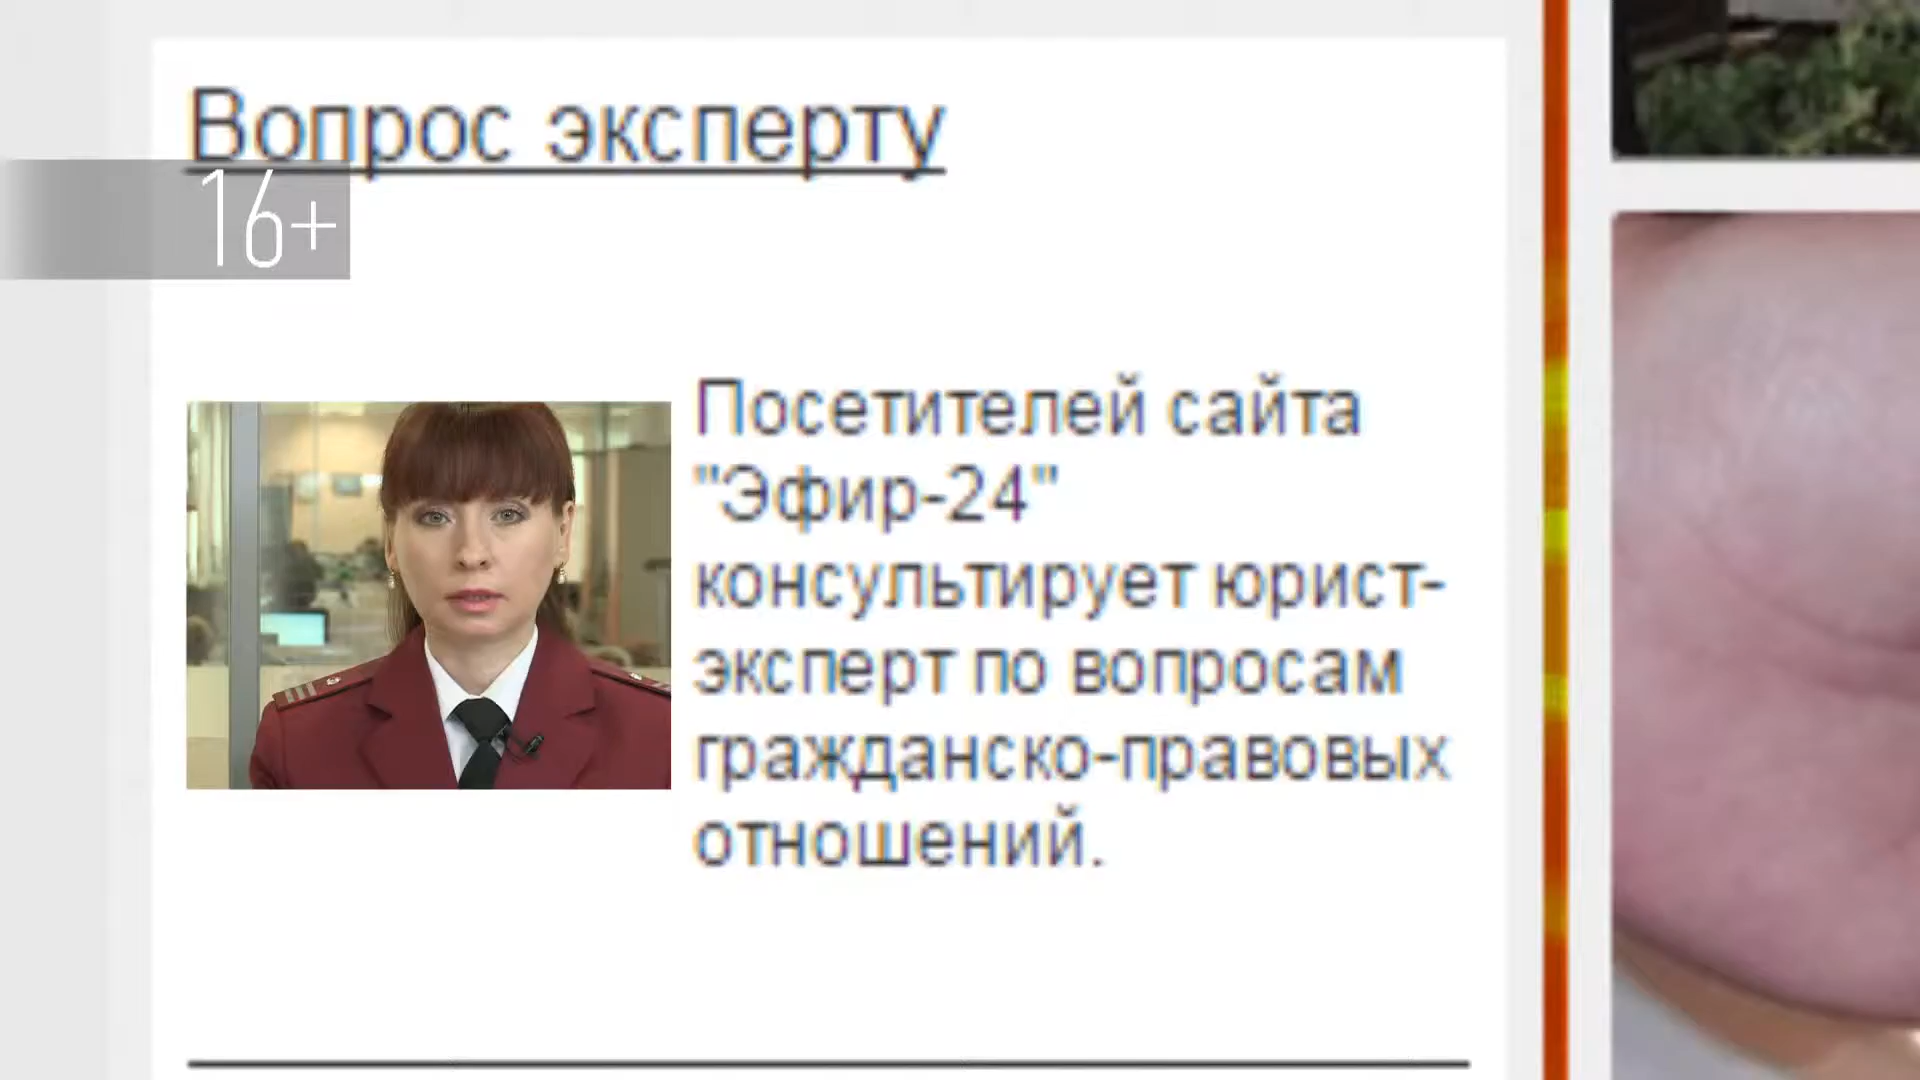 Вопрос эксперту
16+
Посетителей сайта
"Эфир-24"
консультирует юрист-
эксперт по вопросам
гражданско-правовых
отношений.